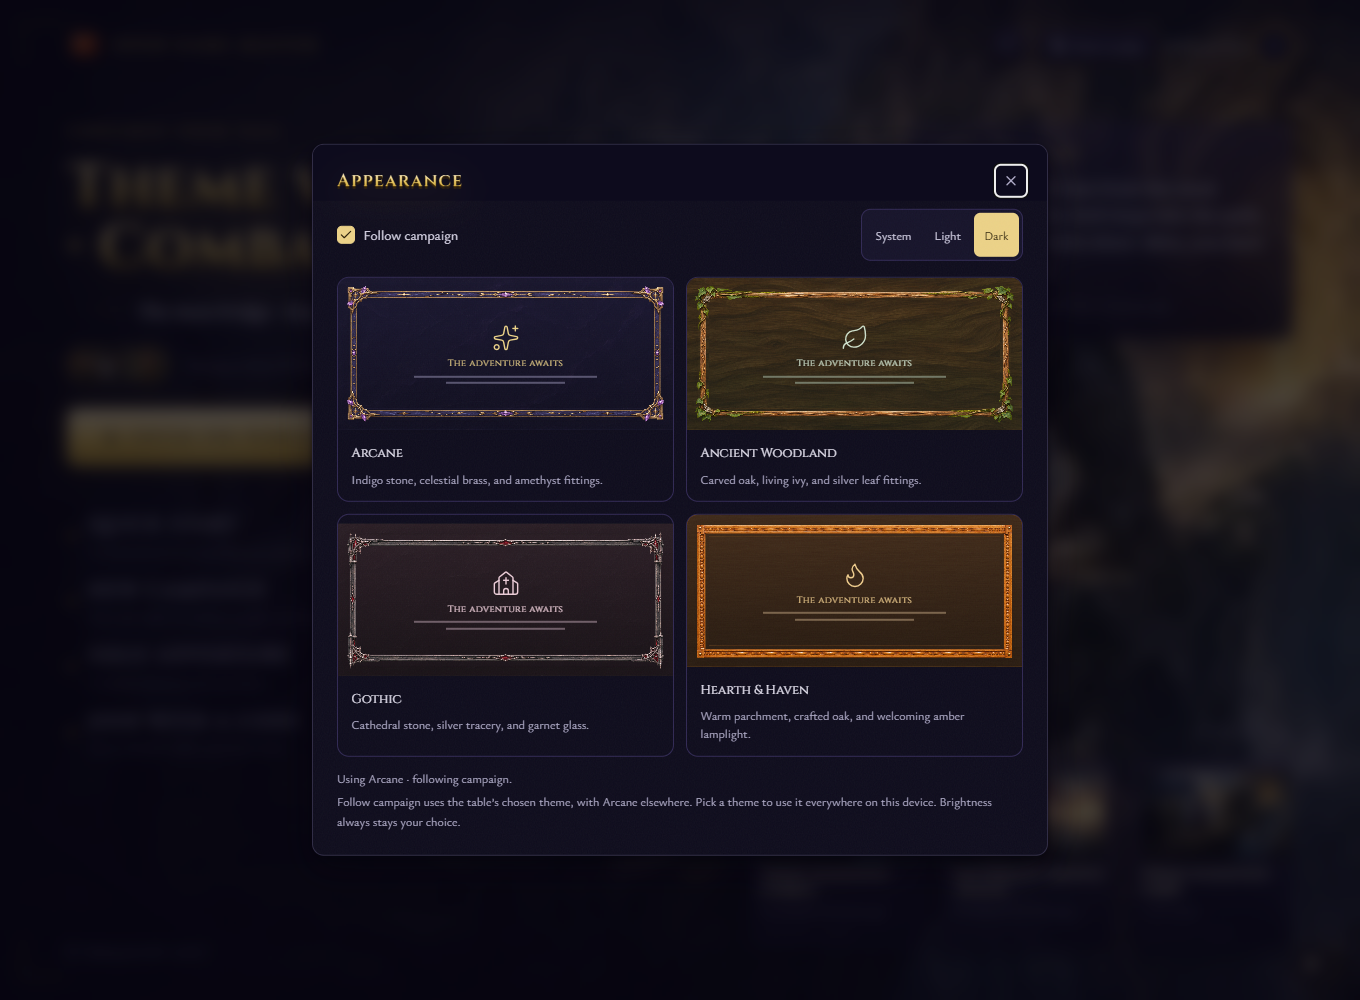 APPEARANCE
Follow campaign
System Light Dark
THE ADVENTURE AWAITS
ARCANE
Indigo stone, celestial brass, and amethyst fittings.
THE ADVENTURE AWAITS
ANCIENT WOODLAND
Carved oak, living ivy, and silver leaf fittings.
THE ADVENTURE AWAITS
GOTHIC
Cathedral stone, silver tracery, and garnet glass.
THE ADVENTURE AWAITS
HEARTH & HAVEN
Warm parchment, crafted oak, and welcoming amber
lamplight.
Using Arcane · following campaign.
Follow campaign uses the table's chosen theme, with Arcane elsewhere. Pick a theme to use it everywhere on this device. Brightness
always stays your choice.
THEME